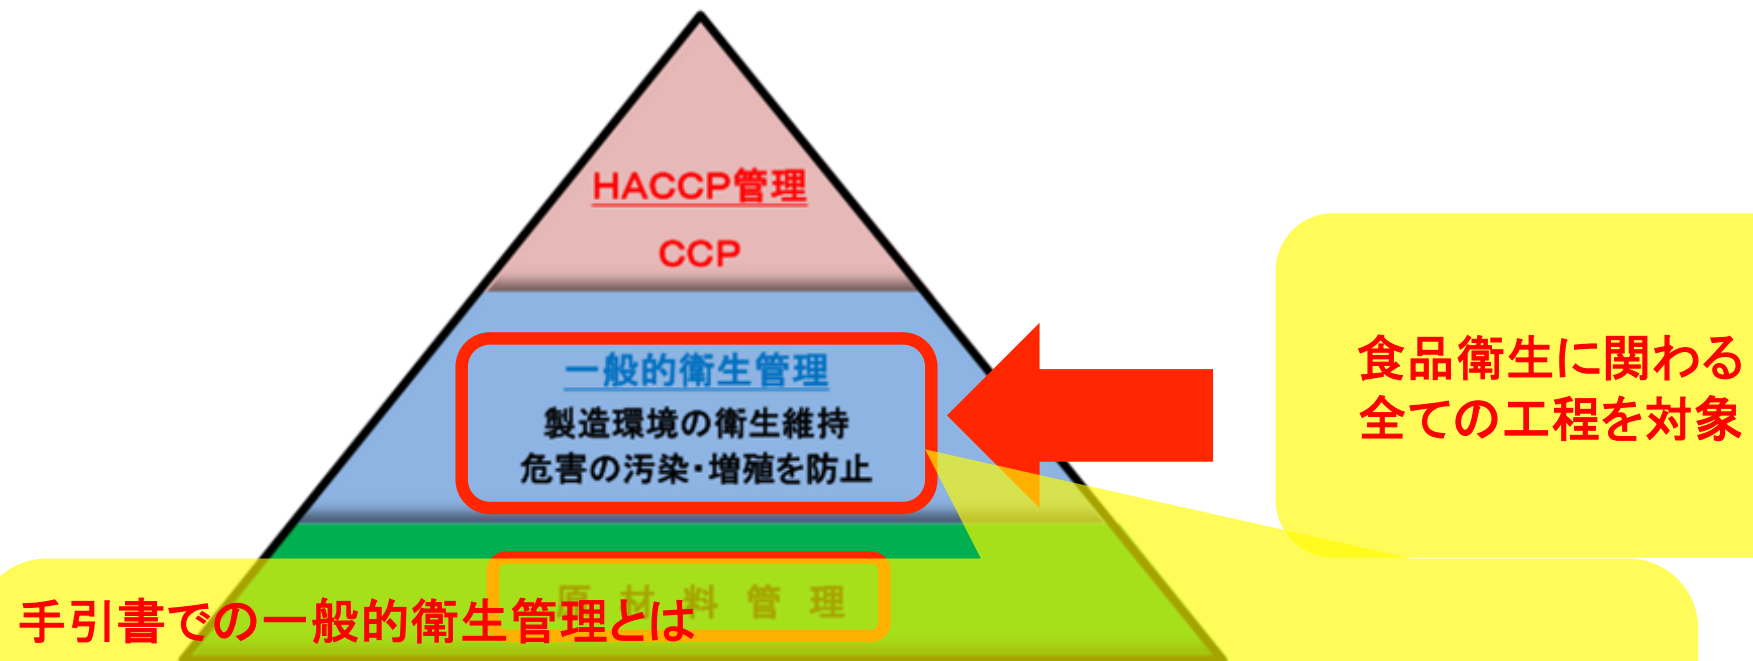 HACCP管理
CCP
一般的衛生管理
製造環境の衛生維持
危害の汚染・増殖を防止
食品衛生に関わる
全ての工程を対象
原材料管理
手引書での一般的衛生管理とは